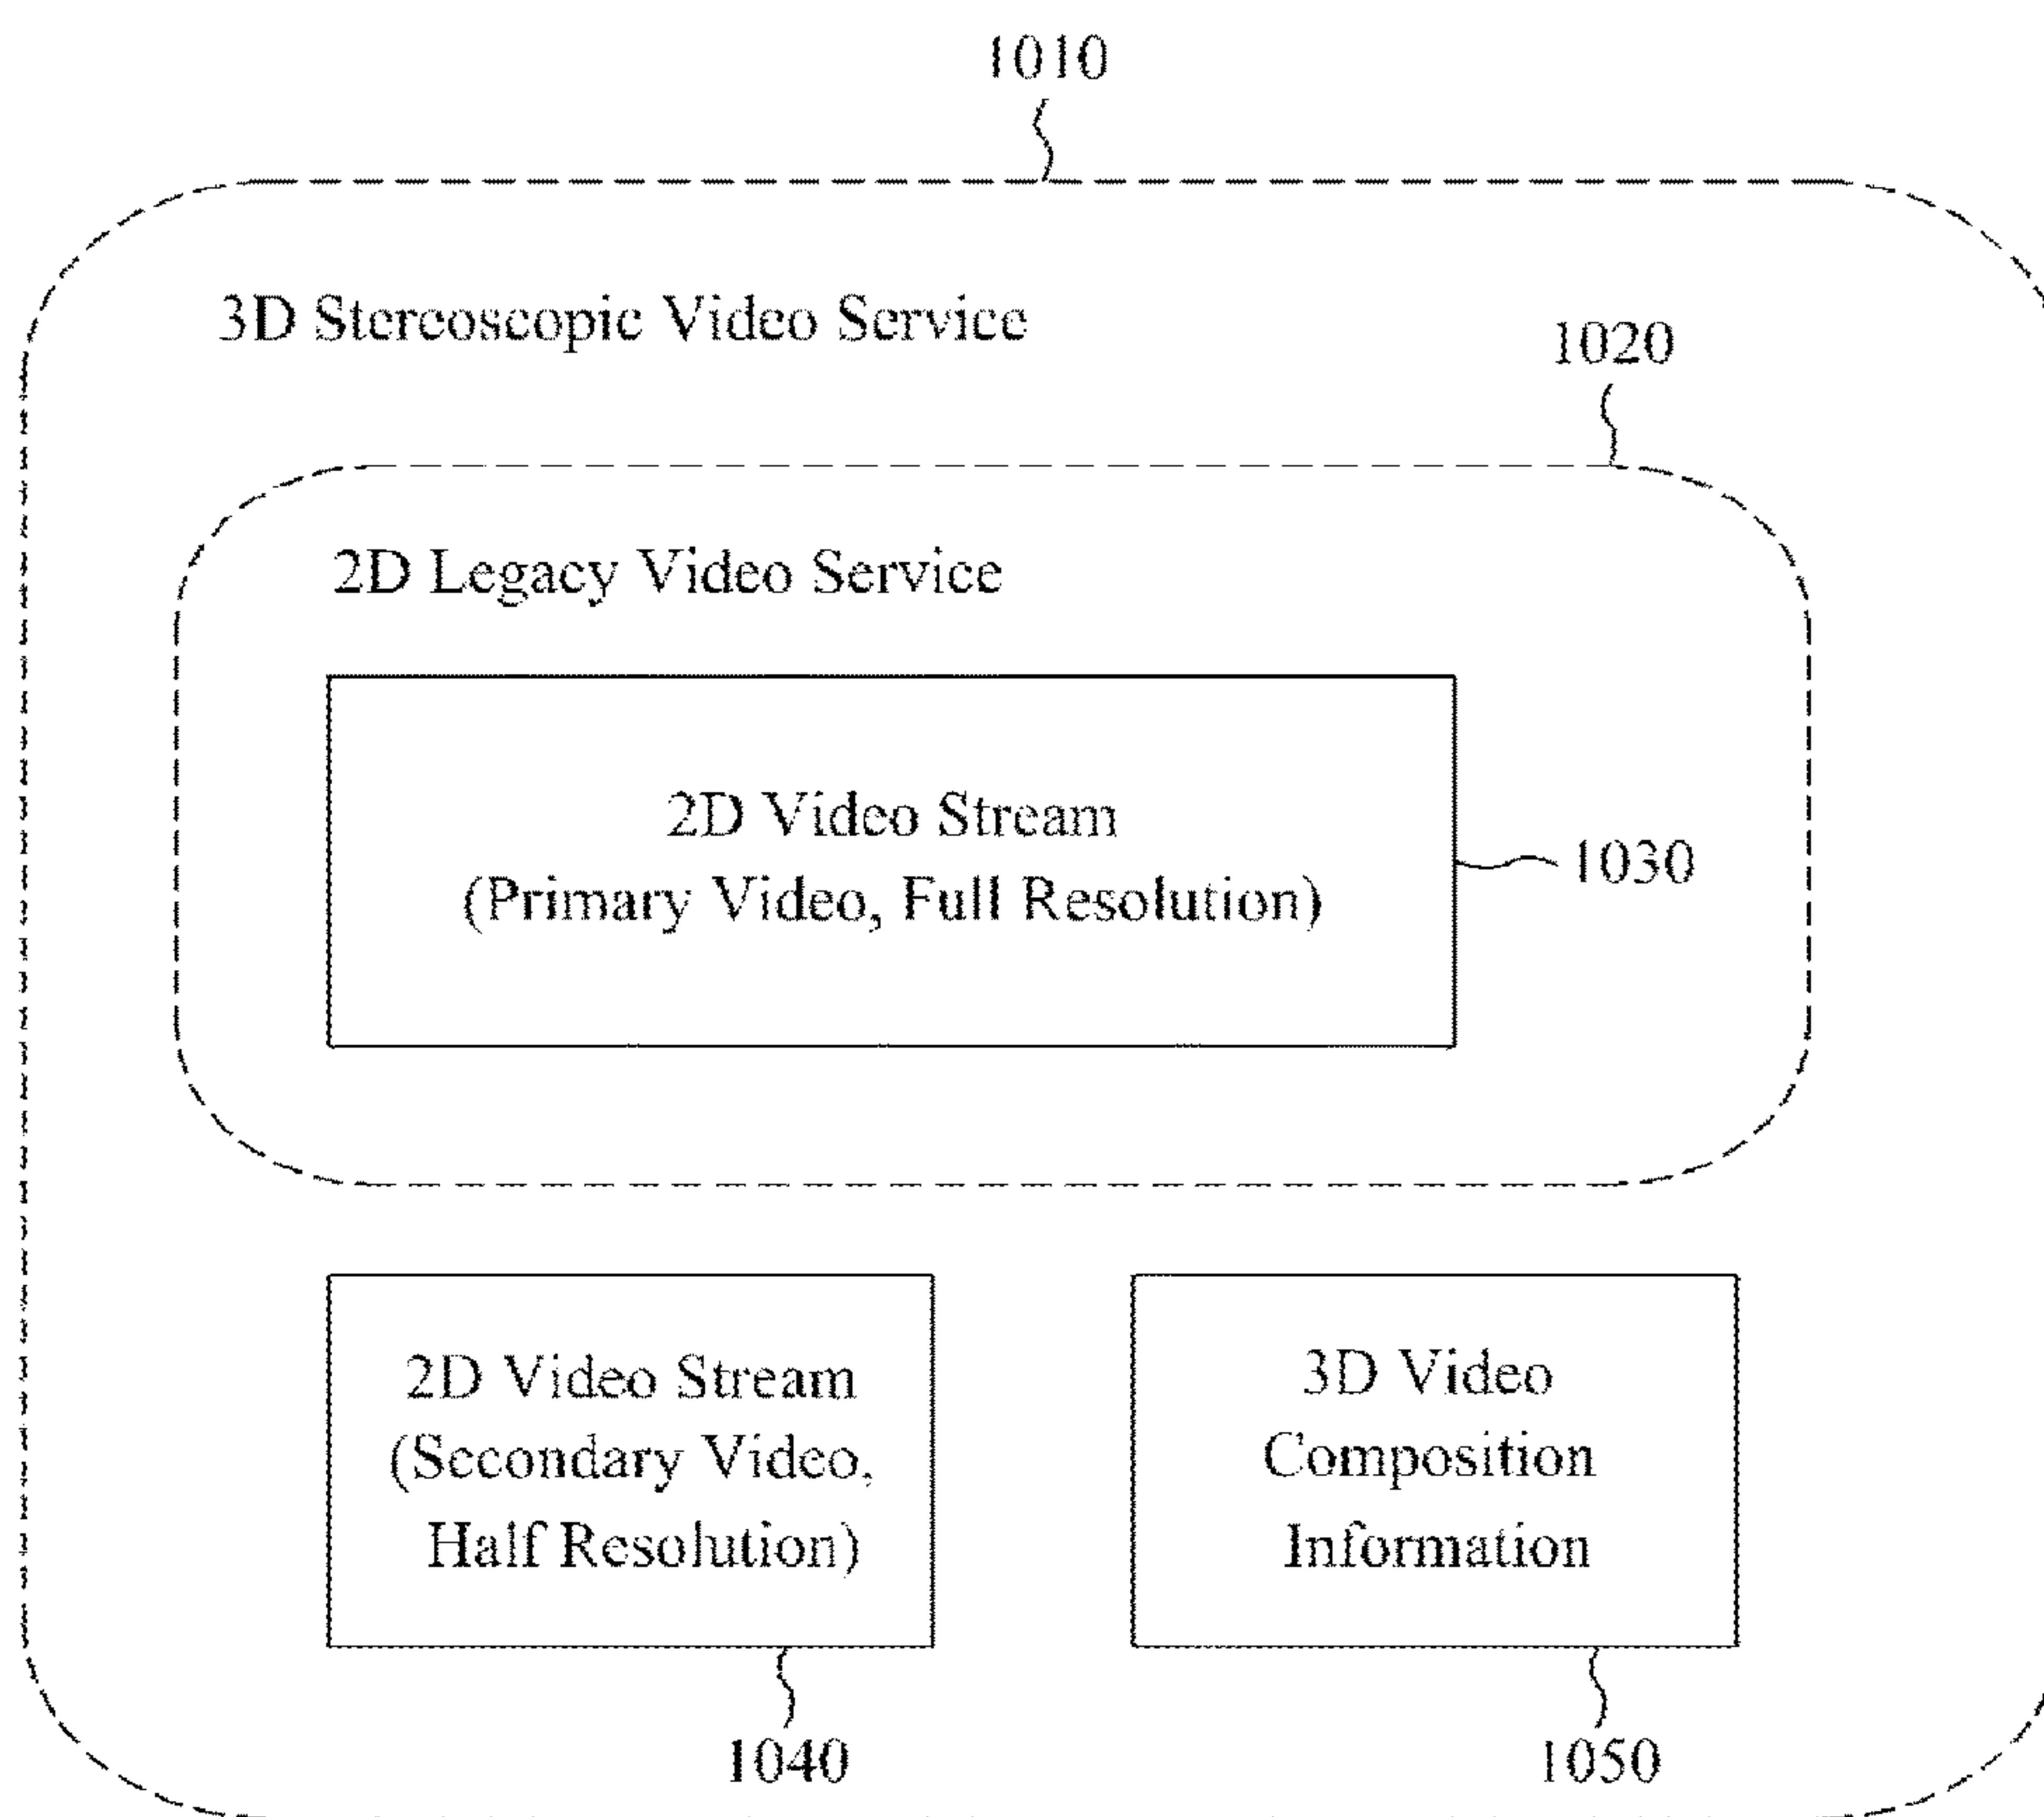 1010
3D Stereoscopic Video Service
1020
2D Legacy Video Service
2D Video Stream
(Primary Video, Full Resolution)
1030
2D Video Stream
(Secondary Video,
Half Resolution)
3D Video
Composition
Information
1040
1050